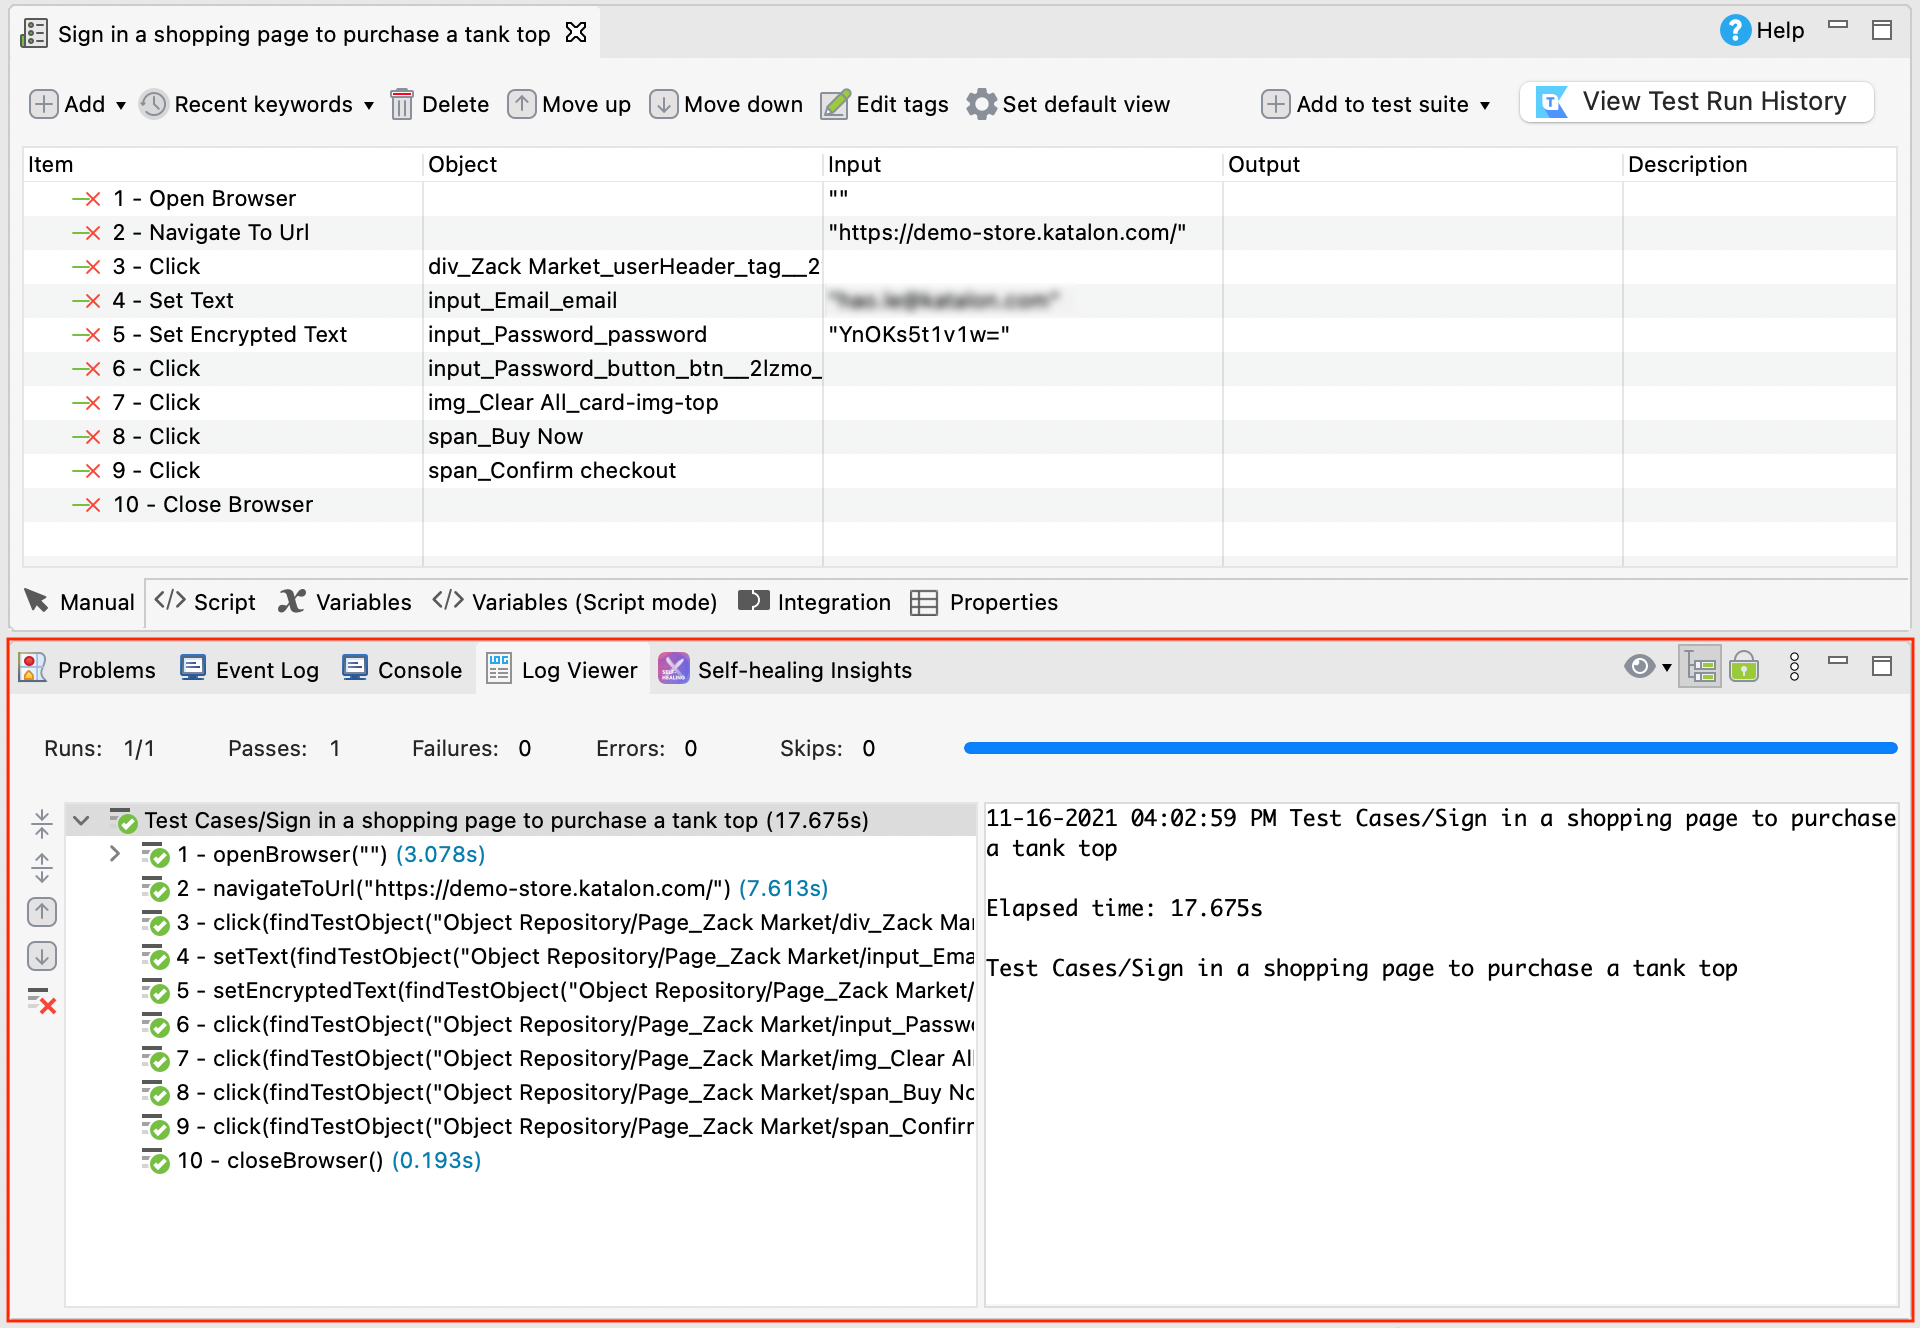 Sign in a shopping page to purchase a tank top
Help
Add
Recent keywords
Delete
Move up
Move down
Edit tags
Set default view
Add to test suite
View Test Run History
Item Object Input Output Description
1 - Open Browser ""
2 - Navigate To Url "https://demo-store.katalon.com/"
3 - Click div_Zack Market_userHeader_tag__2
4 - Set Text input_Email_email
5 - Set Encrypted Text input_Password_password "YnOKs5t1v1w="
6 - Click input_Password_button_btn__2lzmo_
7 - Click img_Clear All_card-img-top
8 - Click span_Buy Now
9 - Click span_Confirm checkout
10 - Close Browser
Manual
Script
Variables
Variables (Script mode)
Integration
Properties
Problems
Event Log
Console
Log Viewer
Self-healing Insights
Runs: 1/1 Passes: 1 Failures: 0 Errors: 0 Skips: 0
Test Cases/Sign in a shopping page to purchase a tank top (17.675s)
1 - openBrowser("") (3.078s)
2 - navigateToUrl("https://demo-store.katalon.com/") (7.613s)
3 - click(findTestObject("Object Repository/Page_Zack Market/div_Zack Mar
4 - setText(findTestObject("Object Repository/Page_Zack Market/input_Ema
5 - setEncryptedText(findTestObject("Object Repository/Page_Zack Market/
6 - click(findTestObject("Object Repository/Page_Zack Market/input_Passw
7 - click(findTestObject("Object Repository/Page_Zack Market/img_Clear All
8 - click(findTestObject("Object Repository/Page_Zack Market/span_Buy No
9 - click(findTestObject("Object Repository/Page_Zack Market/span_Confirm
10 - closeBrowser() (0.193s)
11-16-2021 04:02:59 PM Test Cases/Sign in a shopping page to purchase
a tank top
Elapsed time: 17.675s
Test Cases/Sign in a shopping page to purchase a tank top